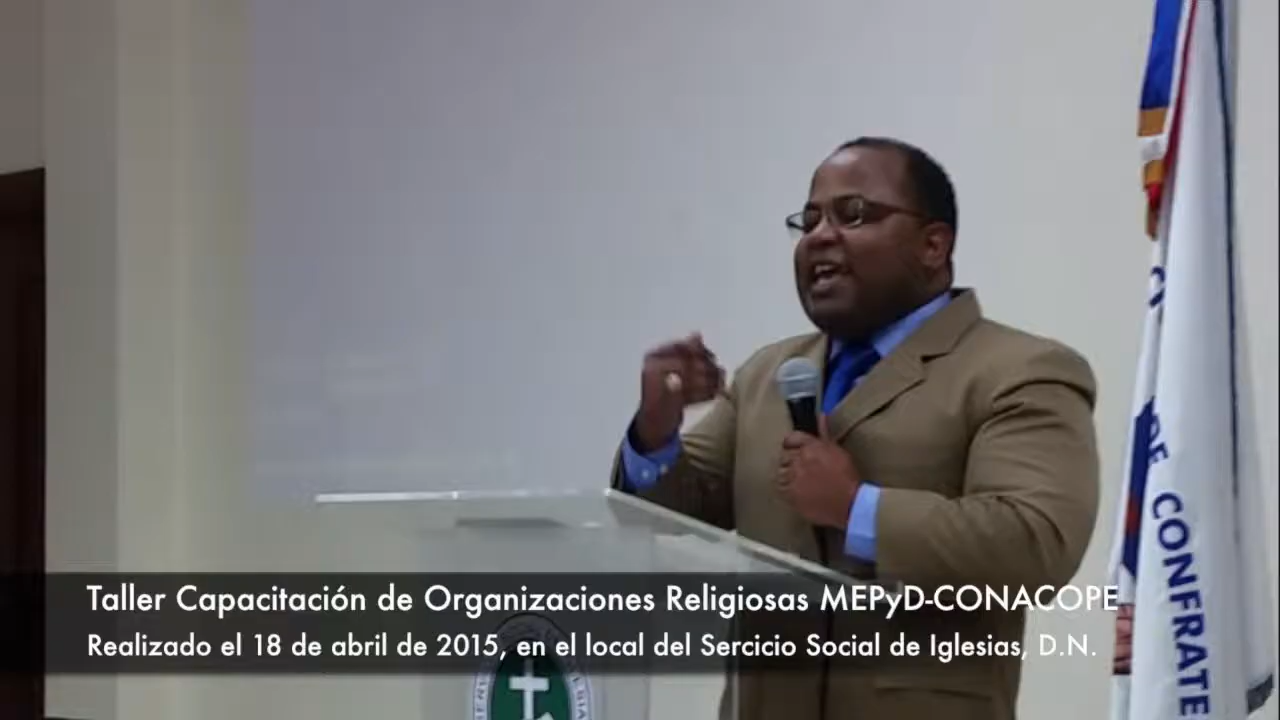 Taller Capacitación de Organizaciones Religiosas MEPyD-CONACOPE
Realizado el 18 de abril de 2015, en el local del Sercicio Social de Iglesias, D.N.
DE CONFRATE